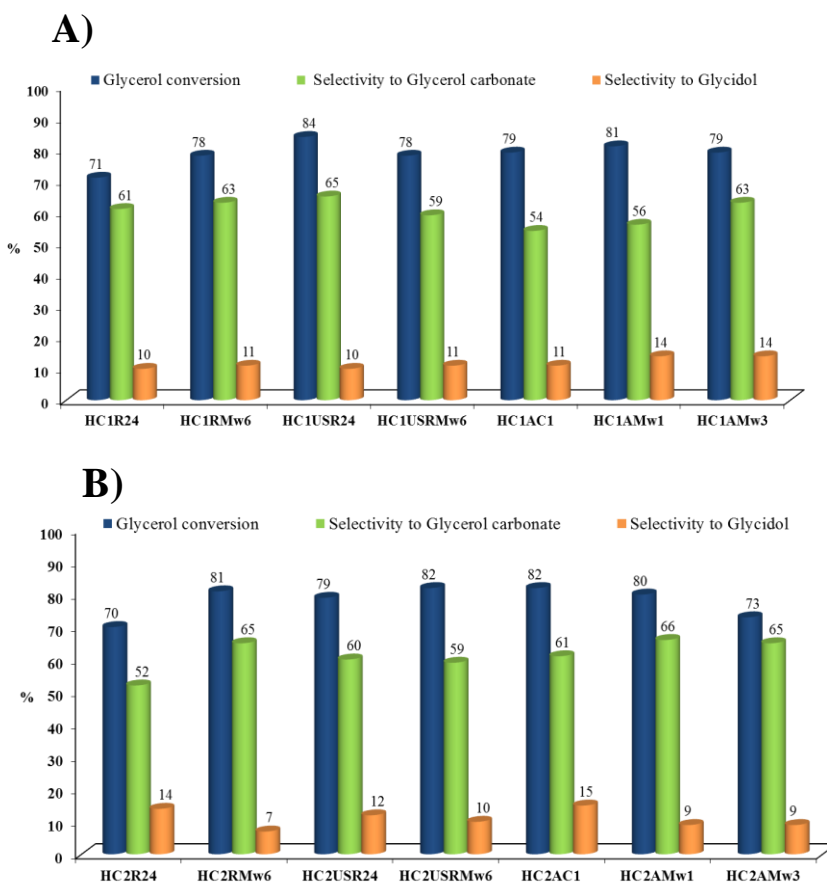 A)
Glycerol conversion Selectivity to Glycerol carbonate Selectivity to Glycidol
100
90
80
70
60
50
40
30
20
10
0
%
71 61 10
78 63 11
84 65 10
78 59 11
79 54 11
81 56 14
79 63 14
HC1R24 HC1RMw6 HC1USR24 HC1USRMw6 HC1AC1 HC1AMw1 HC1AMw3
B)
Glycerol conversion Selectivity to Glycerol carbonate Selectivity to Glycidol
100
90
80
70
60
50
40
30
20
10
0
%
70 52 14
81 65 7
79 60 12
82 59 10
82 61 15
80 66 9
73 65 9
HC2R24 HC2RMw6 HC2USR24 HC2USRMw6 HC2AC1 HC2AMw1 HC2AMw3